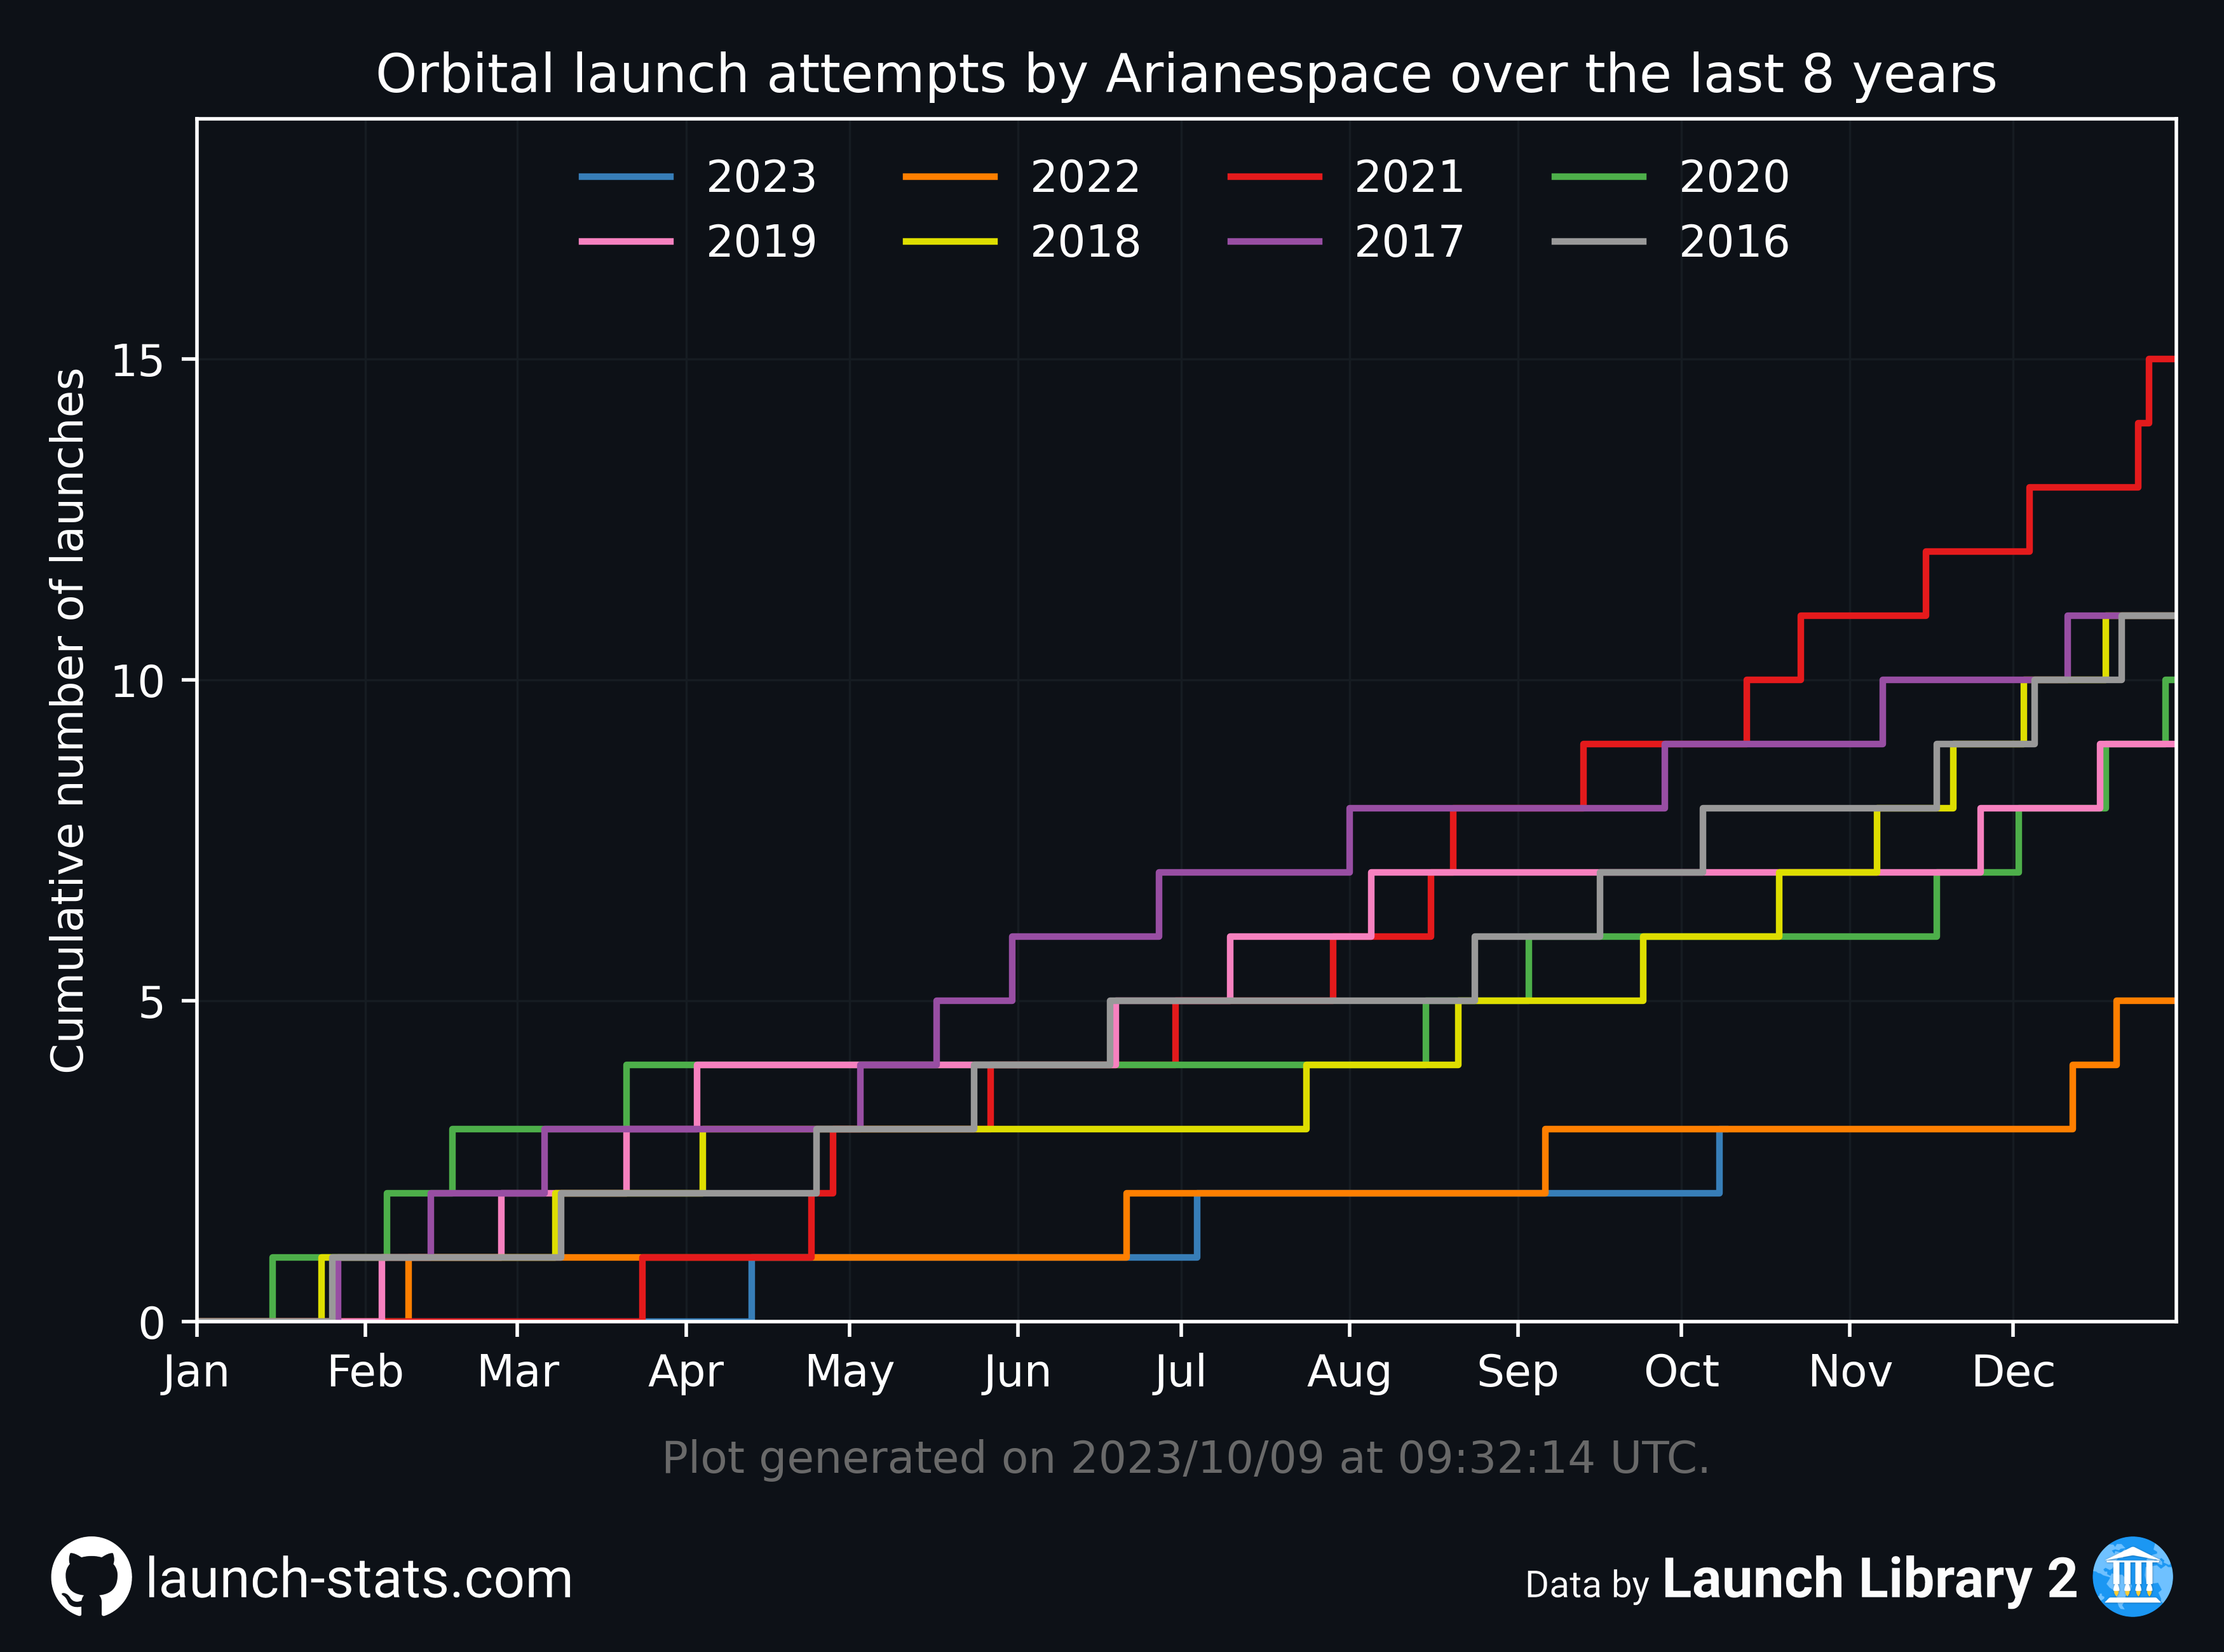 Orbital launch attempts by Arianespace over the last 8 years
2023 2022 2021 2020
2019 2018 2017 2016
Cumulative number of launches
15
10
5
0
Jan Feb Mar Apr May Jun Jul Aug Sep Oct Nov Dec
Plot generated on 2023/10/09 at 09:32:14 UTC.
launch-stats.com
Data by Launch Library 2